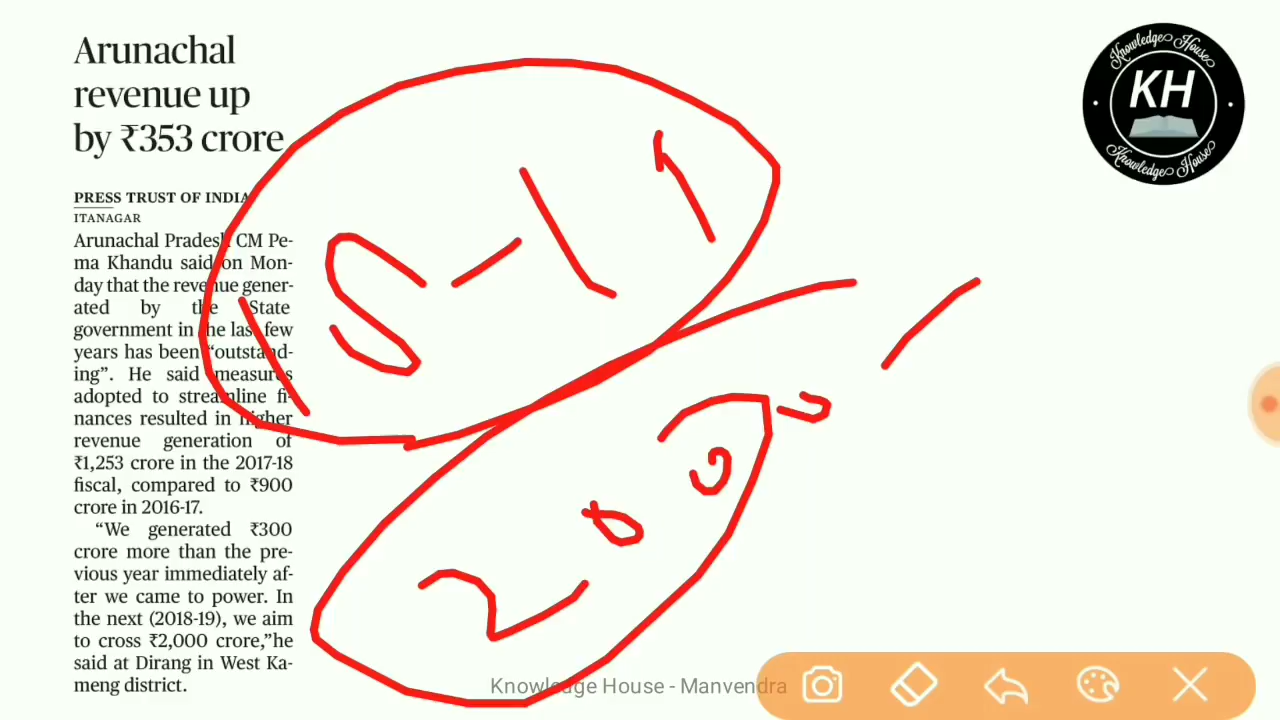 Arunachal
revenue up
by ₹353 crore
PRESS TRUST OF INDIA
ITANAGAR
Arunachal Pradesh CM Pe-
ma Khandu said on Mon-
day that the revenue gener-
ated by the State
government in the last few
years has been “outstand-
ing”. He said measures
adopted to streamline fi-
nances resulted in higher
revenue generation of
₹1,253 crore in the 2017-18
fiscal, compared to ₹900
crore in 2016-17.
“We generated ₹300
crore more than the pre-
vious year immediately af-
ter we came to power. In
the next (2018-19), we aim
to cross ₹2,000 crore,”he
said at Dirang in West Ka-
meng district.
Knowledge House
KH
Knowledge House
Knowledge House - Manvendra